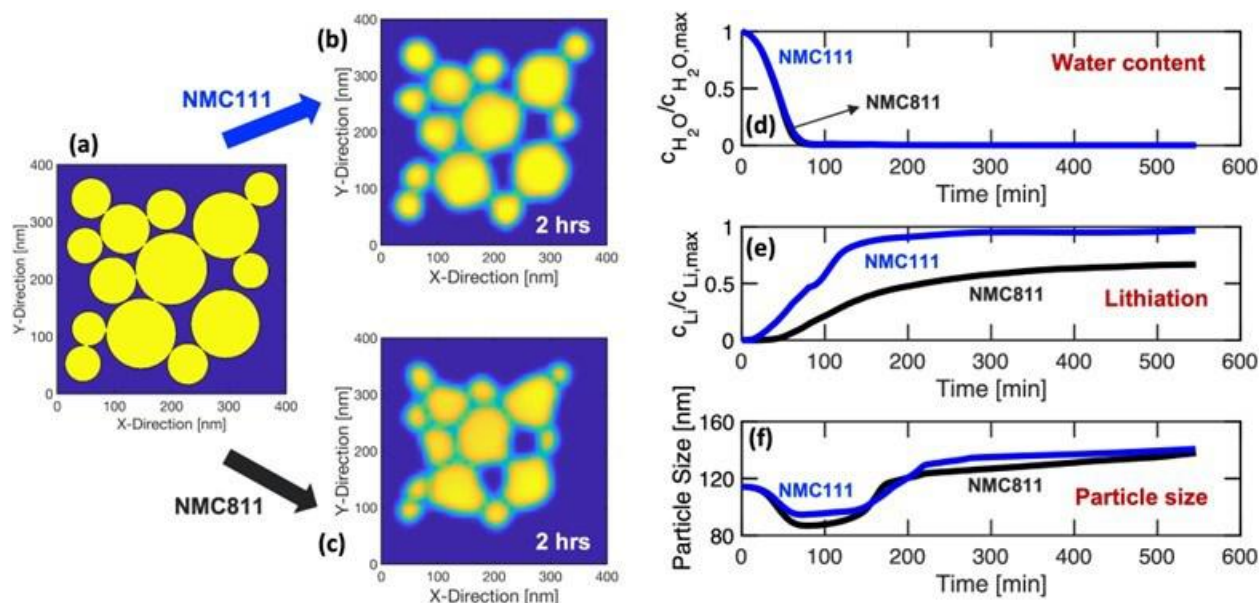 (a)
Y-Direction [nm]
400
300
200
100
0
0 100 200 300 400
X-Direction [nm]
NMC111
NMC811
(b)
Y-Direction [nm]
400
300
200
100
0
2 hrs
0 100 200 300 400
X-Direction [nm]
(c)
Y-Direction [nm]
400
300
200
100
0
2 hrs
0 100 200 300 400
X-Direction [nm]
(d)
cH₂O/cH₂O,max
1
0.5
0
NMC111
NMC811
Water content
0 100 200 300 400 500 600
Time [min]
(e)
cLi/cLi,max
1
0.5
0
NMC111
NMC811
Lithiation
0 100 200 300 400 500 600
Time [min]
(f)
Particle Size [nm]
160
120
80
NMC111
NMC811
Particle size
0 100 200 300 400 500 600
Time [min]